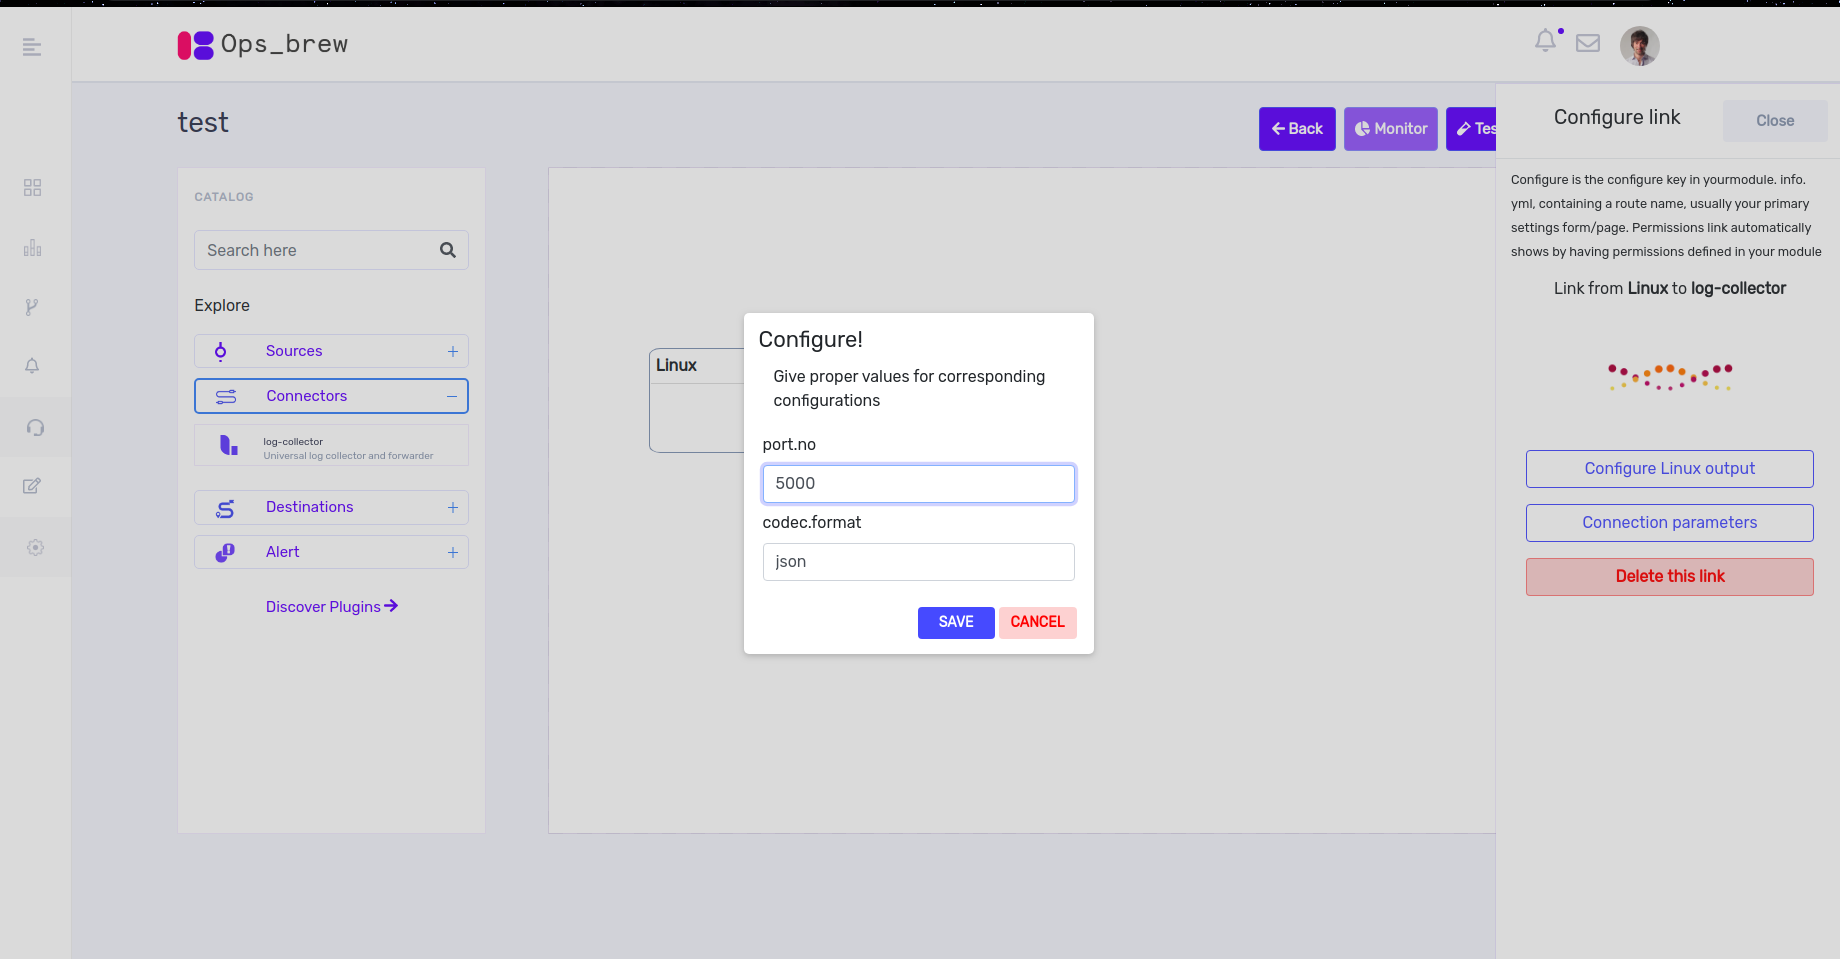 Ops_brew
test
Back
Monitor
Tes
CATALOG
Search here
Explore
Sources
Connectors
log-collector
Universal log collector and forwarder
Destinations
Alert
Discover Plugins
Linux
Configure!
Give proper values for corresponding
configurations
port.no
5000
codec.format
json
SAVE CANCEL
Configure link
Close
Configure is the configure key in yourmodule. info.
yml, containing a route name, usually your primary
settings form/page. Permissions link automatically
shows by having permissions defined in your module
Link from Linux to log-collector
Configure Linux output
Connection parameters
Delete this link